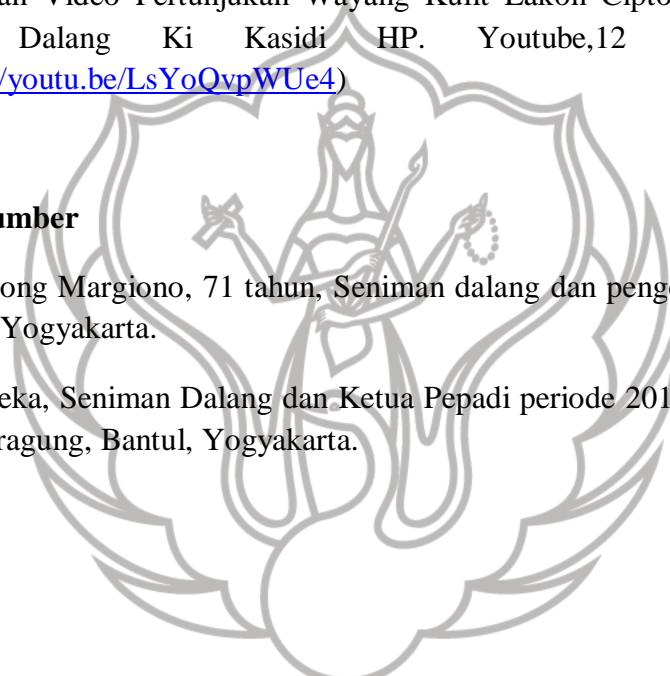 an Video Pertunjukan Wayang Kulit Lakon Cipto
Dalang Ki Kasidi HP. Youtube,12
/youtu.be/LsYoQvpWUe4)
umber
ong Margiono, 71 tahun, Seniman dalang dan peng
Yogyakarta.
eka, Seniman Dalang dan Ketua Pepadi periode 201
ragung, Bantul, Yogyakarta.